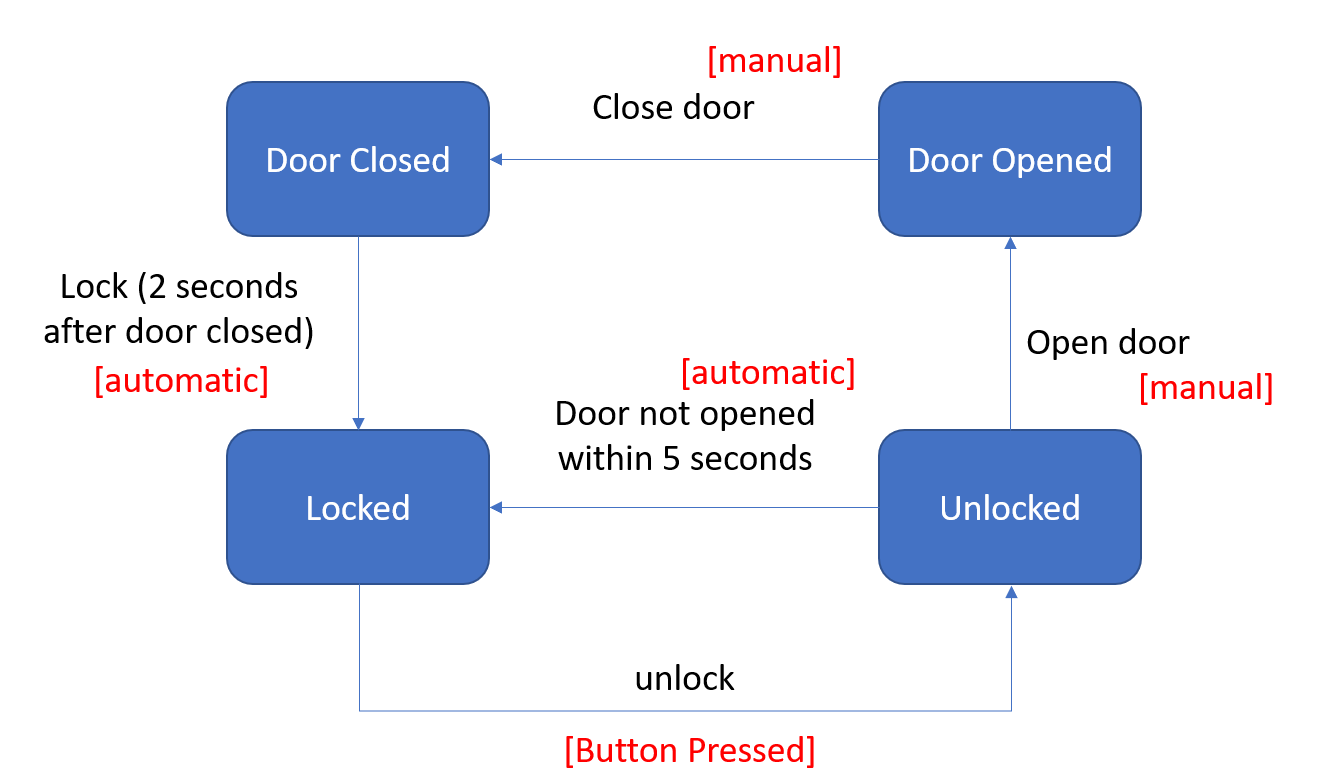 [manual]
Close door
Door Closed
Door Opened
Lock (2 seconds
after door closed)
[automatic]
Open door
[manual]
[automatic]
Door not opened
within 5 seconds
Locked
Unlocked
unlock
[Button Pressed]